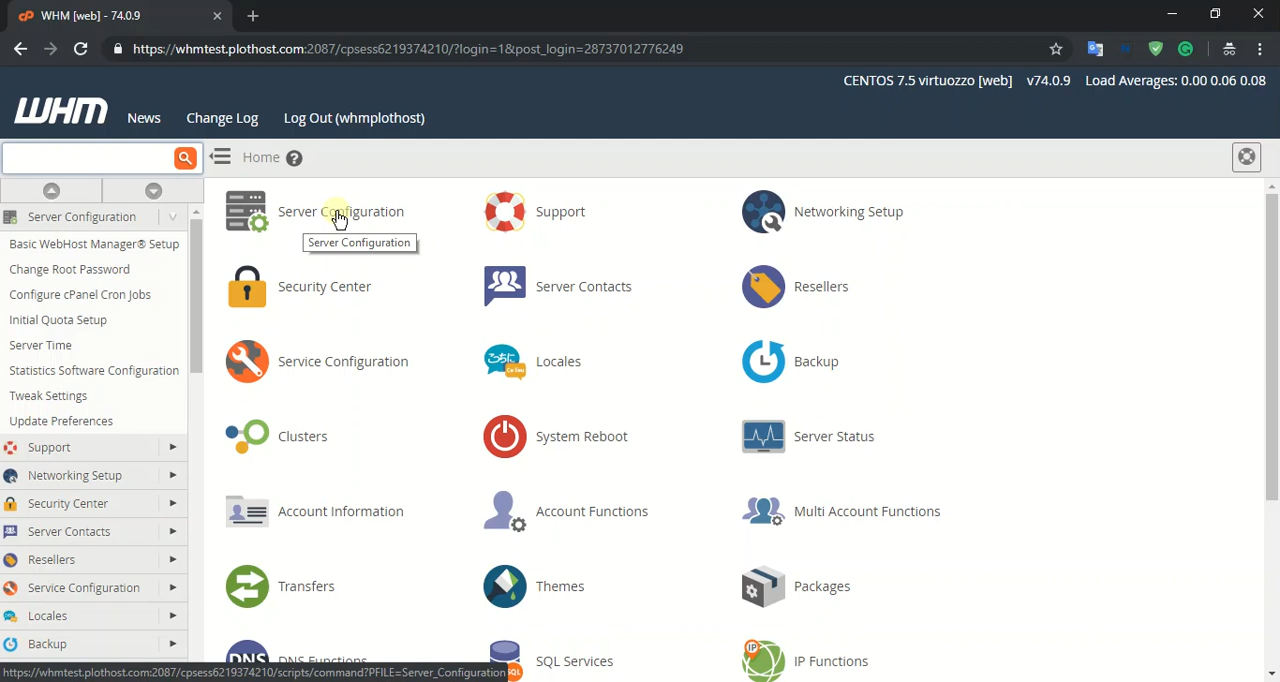 WHM [web] - 74.0.9
https://whmtest.plothost.com:2087/cpsess6219374210/?login=1&post_login=28737012776249
CENTOS 7.5 virtuozzo [web] v74.0.9 Load Averages: 0.00 0.06 0.08
WHM News Change Log Log Out (whmplothost)
Home
Server Configuration
Basic WebHost Manager® Setup
Change Root Password
Configure cPanel Cron Jobs
Initial Quota Setup
Server Time
Statistics Software Configuration
Tweak Settings
Update Preferences
Support
Networking Setup
Security Center
Server Contacts
Resellers
Service Configuration
Locales
Backup
Server Configuration Support Networking Setup
Server Configuration
Security Center Server Contacts Resellers
Service Configuration Locales Backup
Clusters System Reboot Server Status
Account Information Account Functions Multi Account Functions
Transfers Themes Packages
DNS DNS Functions SQL SQL Services IP IP Functions
https://whmtest.plothost.com:2087/cpsess6219374210/scripts/command?PFILE=Server_Configuration